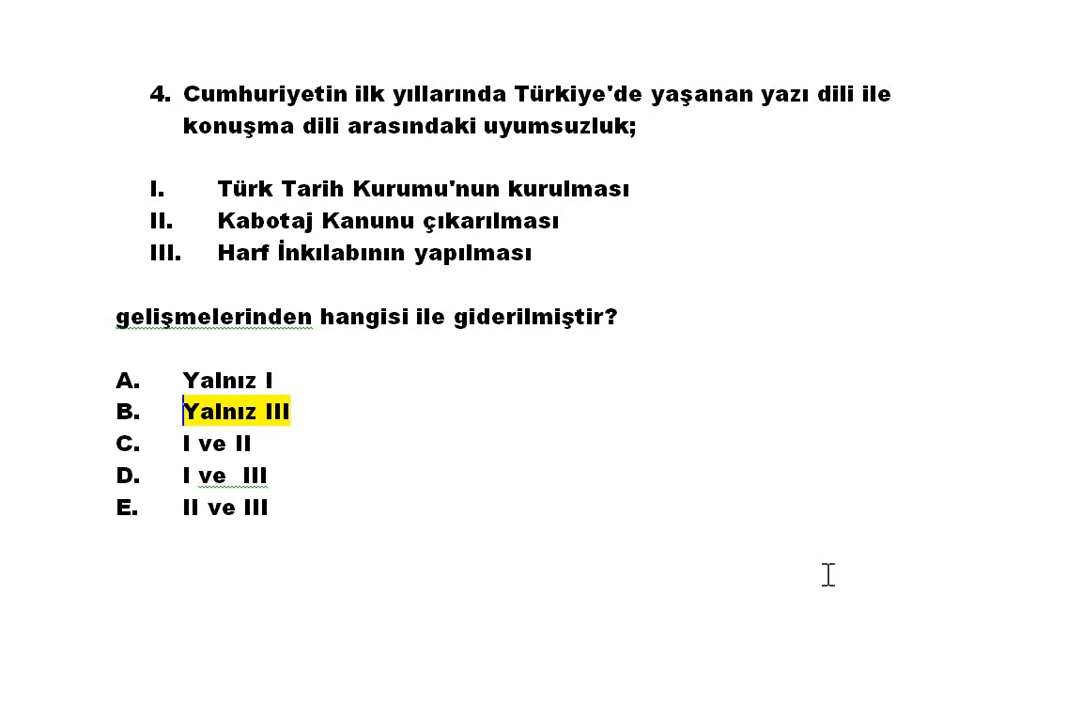 4. Cumhuriyetin ilk yıllarında Türkiye'de yaşanan yazı dili ile
konuşma dili arasındaki uyumsuzluk;
I. Türk Tarih Kurumu'nun kurulması
II. Kabotaj Kanunu çıkarılması
III. Harf İnkılabının yapılması
gelişmelerinden hangisi ile giderilmiştir?
A. Yalnız I
B. Yalnız III
C. I ve II
D. I ve III
E. II ve III